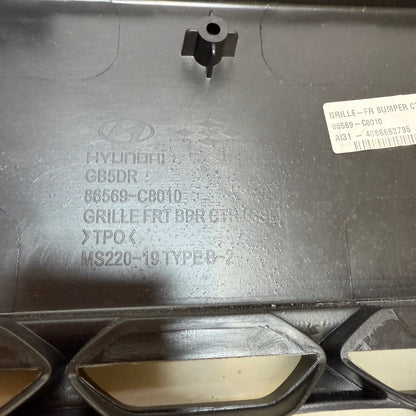 HYUNDAI
GB5DR
86569-C8010
GRILLE FRT BPR CTR (GSL)
>TPO<
MS220-19 TYPE B-2
GRILLE-FR BUMPER C
86569-C8010
AI31 - 4086662795